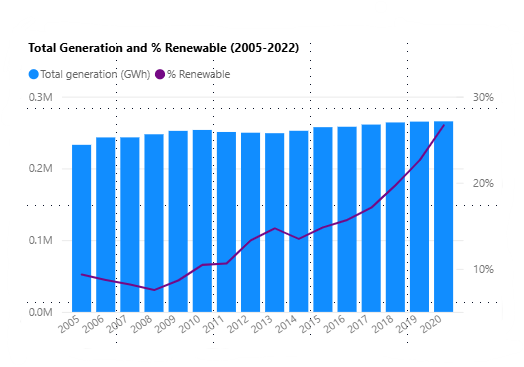 Total Generation and % Renewable (2005-2022)
Total generation (GWh) % Renewable
0.3M 30%
0.2M 20%
0.1M 10%
0.0M
2005 2006 2007 2008 2009 2010 2011 2012 2013 2014 2015 2016 2017 2018 2019 2020